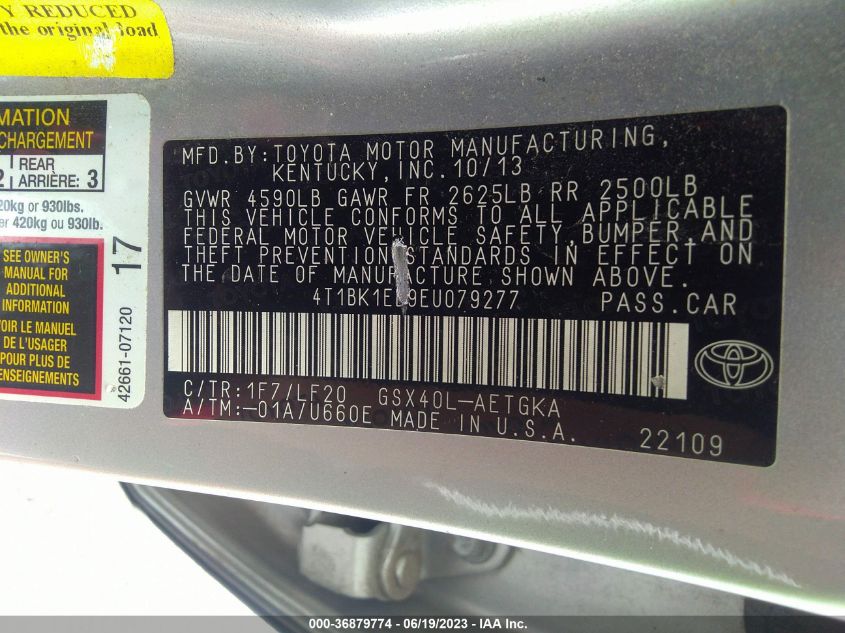 Y REDUCED
the original load
MATION
CHARGEMENT
2 REAR
ARRIÈRE: 3
20kg or 930lbs.
er 420kg ou 930lb.
SEE OWNER'S
MANUAL FOR
ADDITIONAL
INFORMATION
VOIR LE MANUEL
DE
POUR PLUS DE
RENSEIGNEMENTS
17
42661-07120
MFD.BY:TOYOTA MOTOR MANUFACTURING,
KENTUCKY,INC.10/13
GVWR 4590LB GAWR FR 2625LB RR 2500LB
THIS VEHICLE CONFORMS TO ALL APPLICABLE
FEDERAL MOTOR VEHICLE SAFETY,BUMPER,AND
THEFT PREVENTION STANDARDS IN EFFECT ON
THE DATE OF MANUFACTURE SHOWN ABOVE.
4T1BK1EB9EU079277 PASS.CAR
C/TR:1F7/LF20 GSX40L-AETGKA
A/TM:-01A/U660E MADE IN U.S.A.
22109
000-36879774 - 06/19/2023 - IAA Inc.